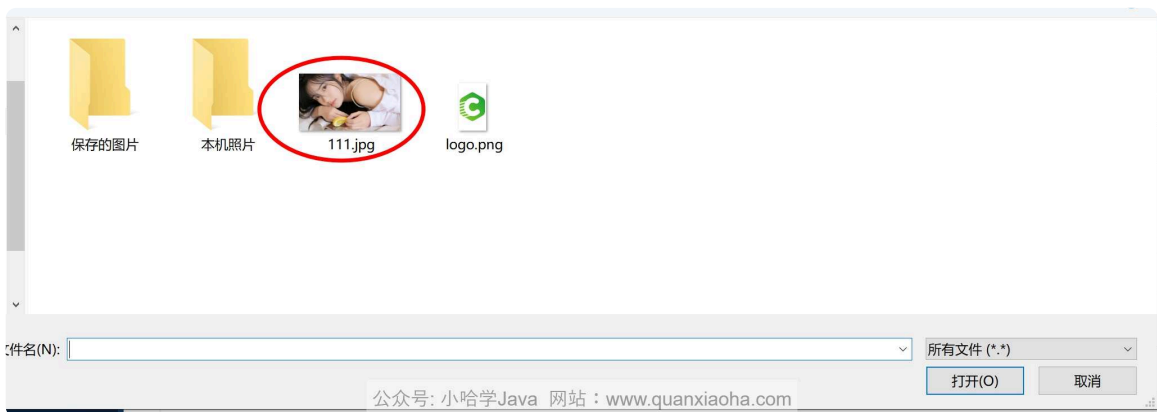 保存的图片
本机照片
111.jpg
logo.png
件名(N):
所有文件 (*.*)
打开(O)
取消
公众号: 小哈学Java 网站：www.quanxiaoha.com